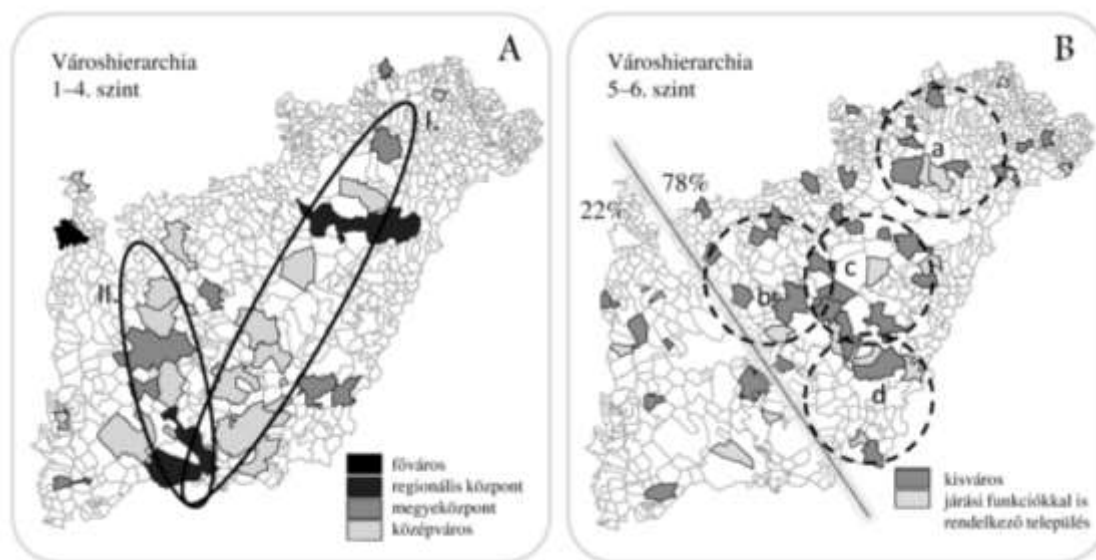 Városhierarchia
1–4. szint
A
I.
II.
főváros
regionális központ
megyeközpont
középváros
Városhierarchia
5–6. szint
B
a
78%
22%
b
c
d
kisváros
járási funkciókkal is
rendelkező település